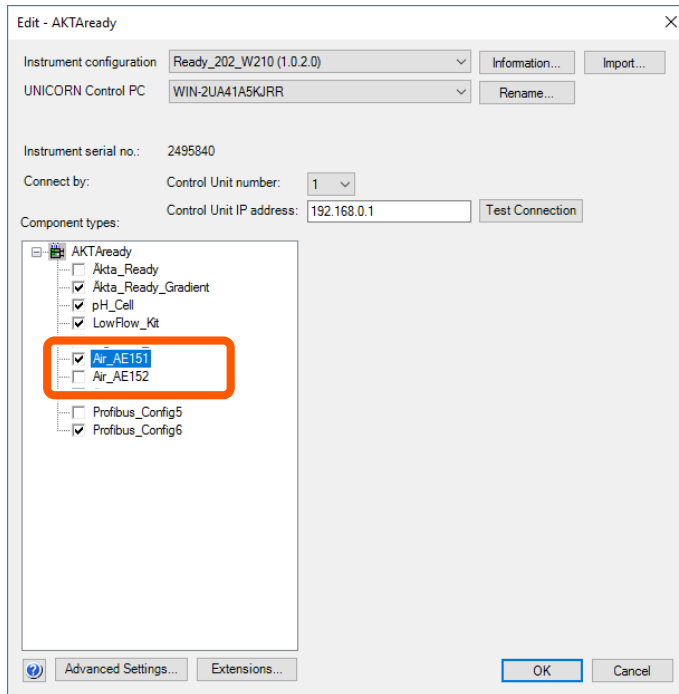 Edit - AKTAready
Instrument configuration Ready_202_W210 (1.0.2.0) Information... Import...
UNICORN Control PC WIN-2UA41A5KJRR Rename...
Instrument serial no.: 2495840
Connect by: Control Unit number: 1
Control Unit IP address: 192.168.0.1 Test Connection
Component types:
AKTAready
Äkta_Ready
Äkta_Ready_Gradient
pH_Cell
LowFlow_Kit
Air_AE151
Air_AE152
Profibus_Config5
Profibus_Config6
Advanced Settings... Extensions... OK Cancel